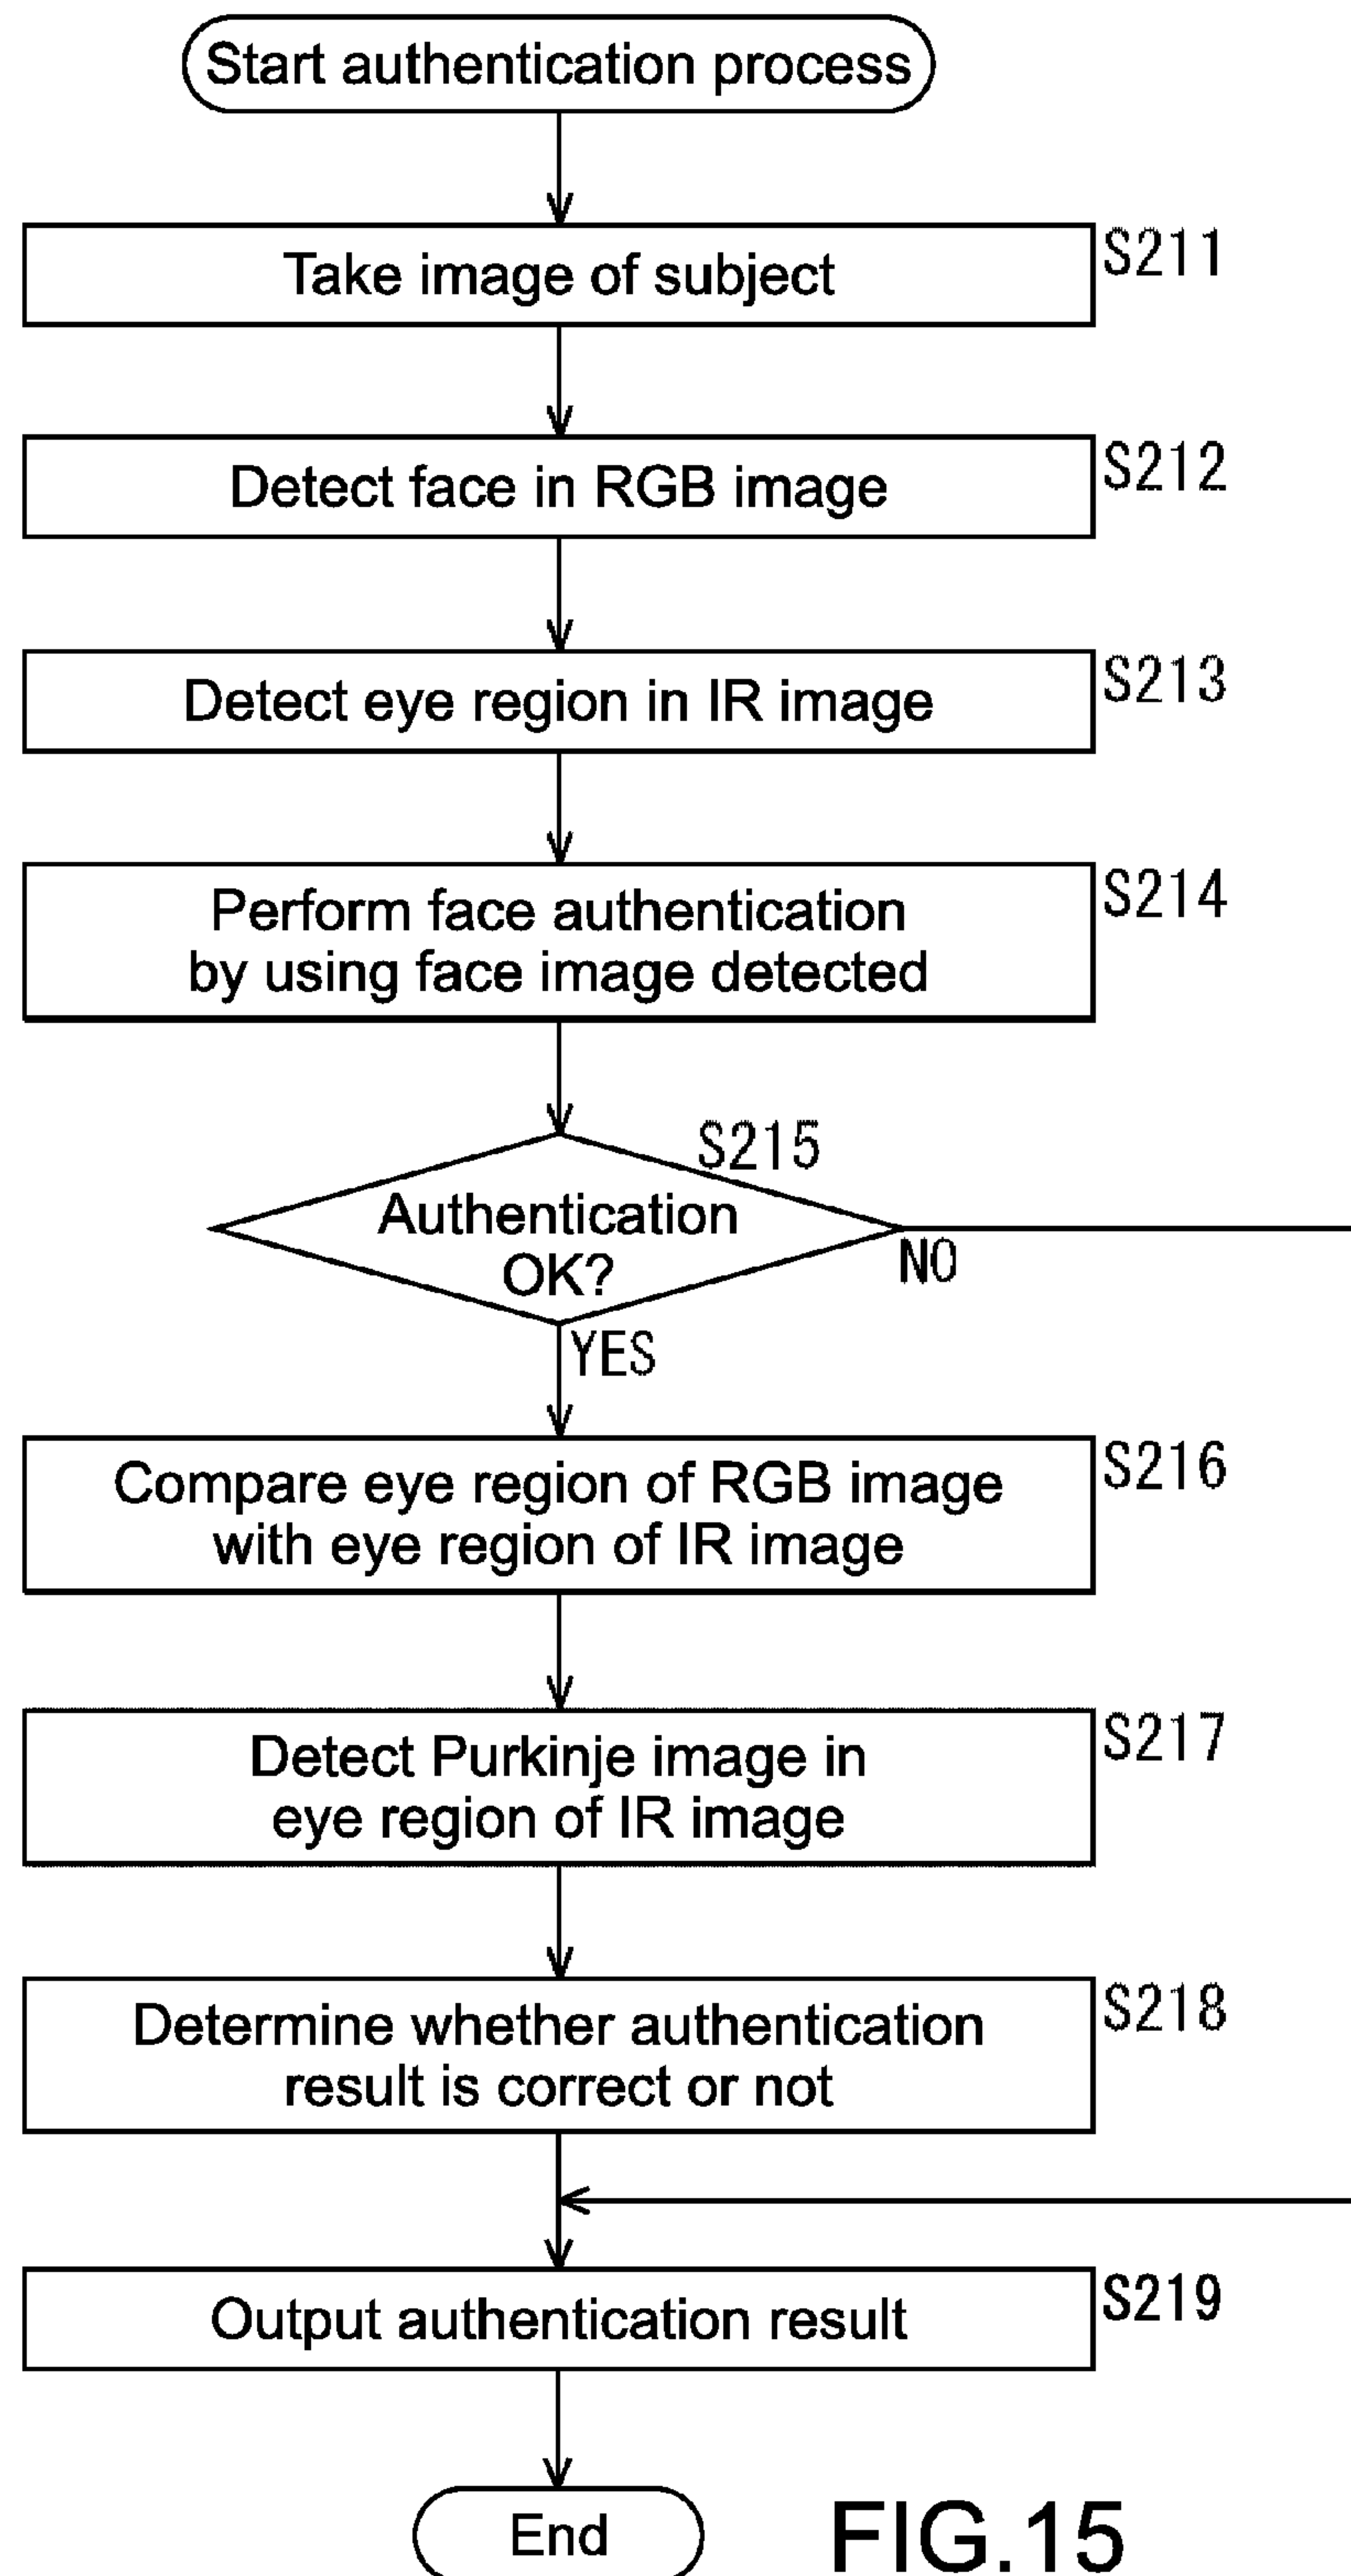 Start authentication process
Take image of subject
S211
Detect face in RGB image
S212
Detect eye region in IR image
S213
Perform face authentication
by using face image detected
S214
S215
Authentication
OK?
NO
YES
Compare eye region of RGB image
with eye region of IR image
S216
Detect Purkinje image in
eye region of IR image
S217
Determine whether authentication
result is correct or not
S218
Output authentication result
S219
End
FIG.15